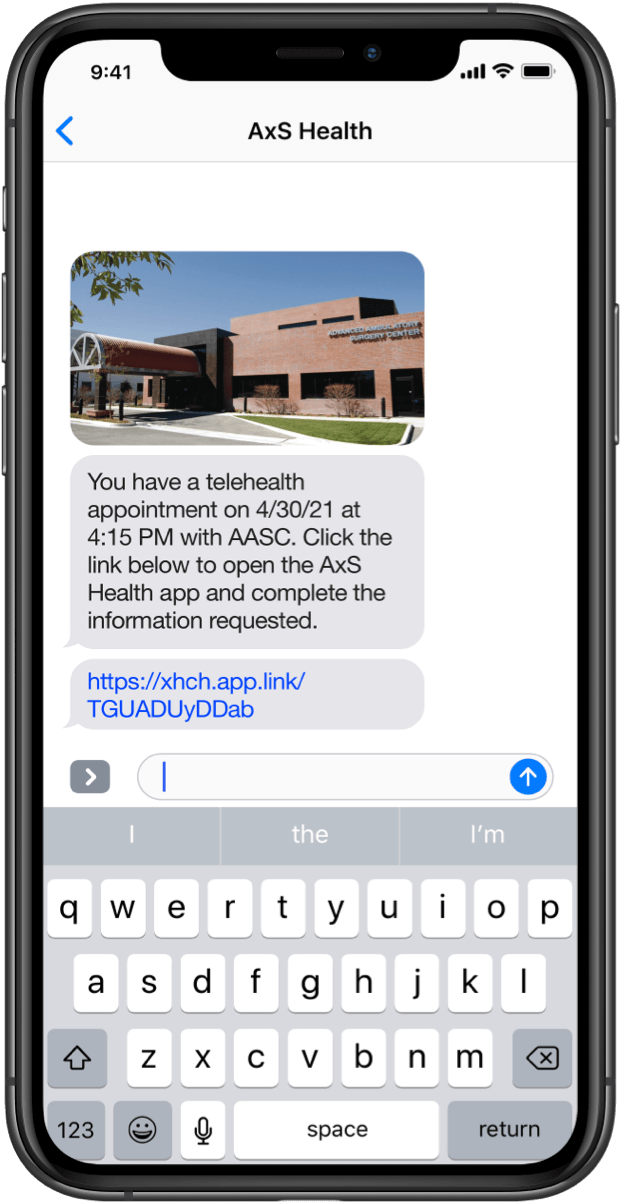 9:41
AxS Health
ADVANCED AMBULATORY
SURGERY CENTER
You have a telehealth
appointment on 4/30/21 at
4:15 PM with AASC. Click the
link below to open the AxS
Health app and complete the
information requested.
https://xhch.app.link/
TGUADUyDDab
I the I'm
q w e r t y u i o p
a s d f g h j k l
z x c v b n m
123 space return